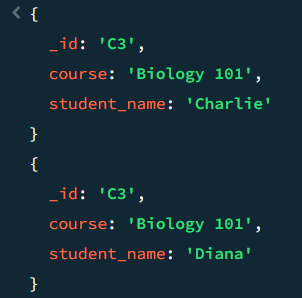 {
_id: 'C3',
course: 'Biology 101',
student_name: 'Charlie'
}
{
_id: 'C3',
course: 'Biology 101',
student_name: 'Diana'
}